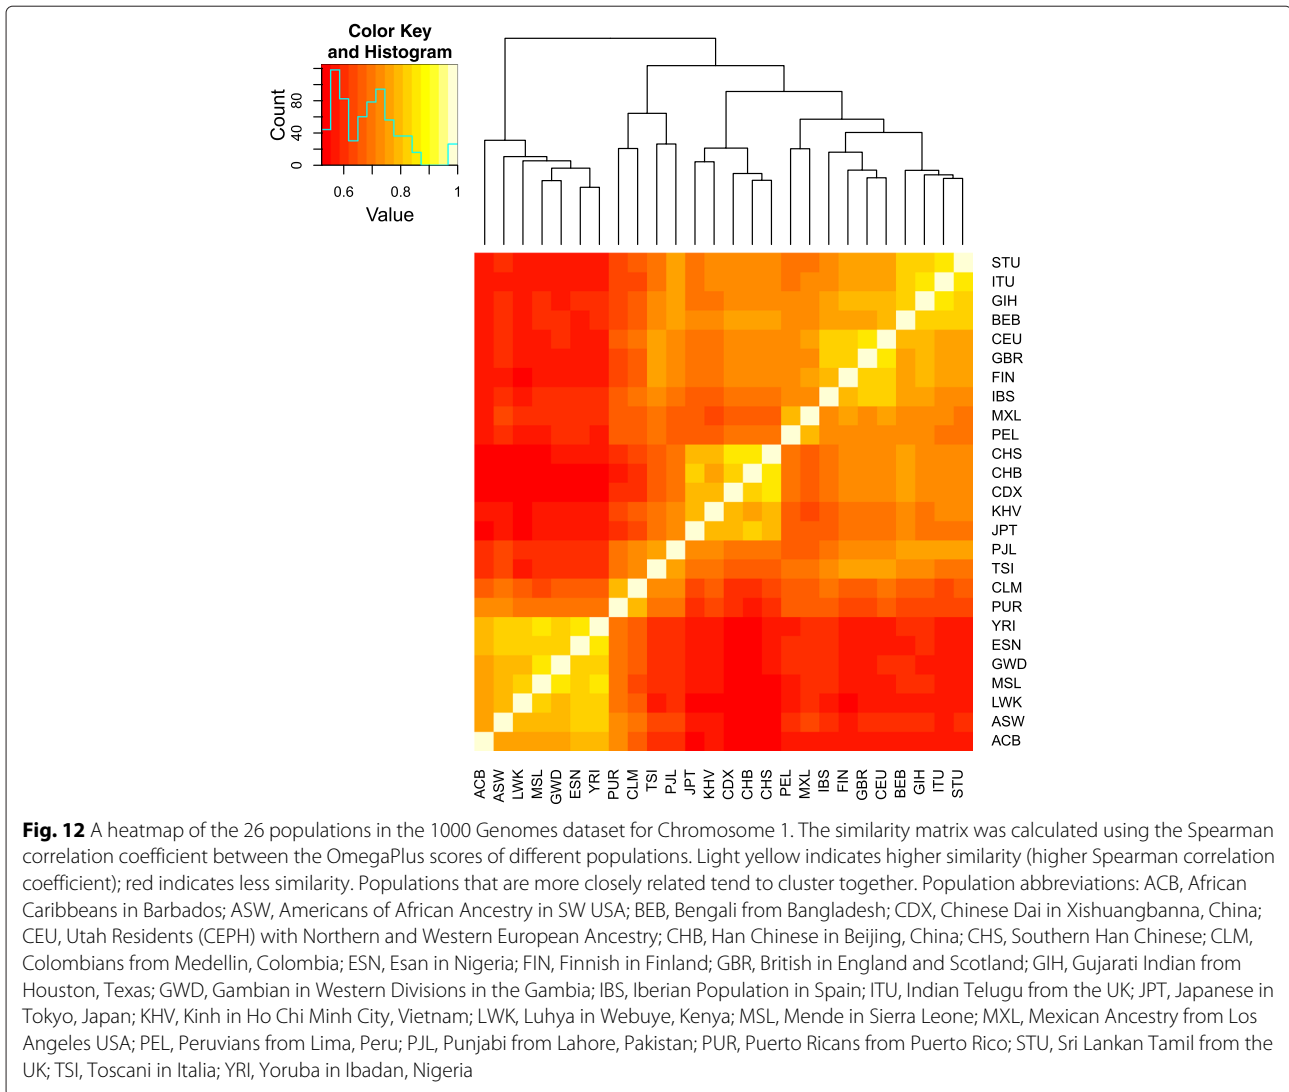 Color Key
and Histogram
Count
0
40
80
0.6
0.8
1
Value
STU
ITU
GIH
BEB
CEU
GBR
FIN
IBS
MXL
PEL
CHS
CHB
CDX
KHV
JPT
PJL
TSI
CLM
PUR
YRI
ESN
GWD
MSL
LWK
ASW
ACB
ACB
ASW
LWK
MSL
GWD
ESN
YRI
PUR
CLM
TSI
PJL
JPT
KHV
CDX
CHB
CHS
PEL
MXL
IBS
FIN
GBR
CEU
BEB
GIH
ITU
STU
Fig. 12 A heatmap of the 26 populations in the 1000 Genomes dataset for Chromosome 1. The similarity matrix was calculated using the Spearman
correlation coefficient between the OmegaPlus scores of different populations. Light yellow indicates higher similarity (higher Spearman correlation
coefficient); red indicates less similarity. Populations that are more closely related tend to cluster together. Population abbreviations: ACB, African
Caribbeans in Barbados; ASW, Americans of African Ancestry in SW USA; BEB, Bengali from Bangladesh; CDX, Chinese Dai in Xishuangbanna, China;
CEU, Utah Residents (CEPH) with Northern and Western European Ancestry; CHB, Han Chinese in Beijing, China; CHS, Southern Han Chinese; CLM,
Colombians from Medellin, Colombia; ESN, Esan in Nigeria; FIN, Finnish in Finland; GBR, British in England and Scotland; GIH, Gujarati Indian from
Houston, Texas; GWD, Gambian in Western Divisions in the Gambia; IBS, Iberian Population in Spain; ITU, Indian Telugu from the UK; JPT, Japanese in
Tokyo, Japan; KHV, Kinh in Ho Chi Minh City, Vietnam; LWK, Luhya in Webuye, Kenya; MSL, Mende in Sierra Leone; MXL, Mexican Ancestry from Los
Angeles USA; PEL, Peruvians from Lima, Peru; PJL, Punjabi from Lahore, Pakistan; PUR, Puerto Ricans from Puerto Rico; STU, Sri Lankan Tamil from the
UK; TSI, Toscani in Italia; YRI, Yoruba in Ibadan, Nigeria